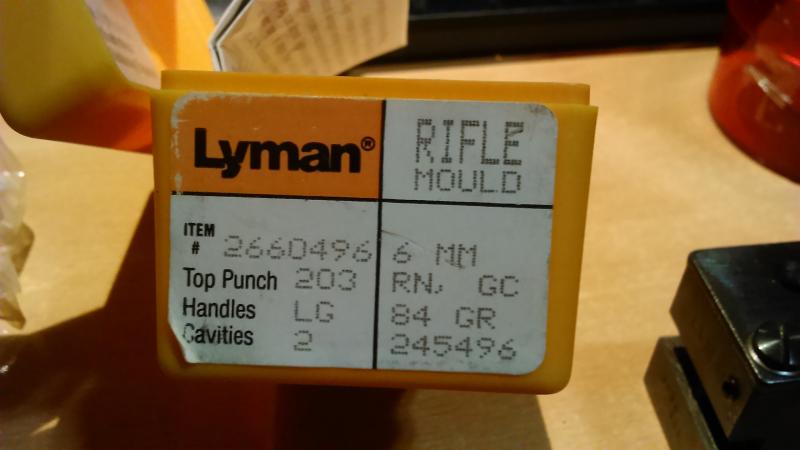 Lyman®
RIFLE
MOULD
ITEM
# 2660496
Top Punch 203
Handles LG
Cavities 2
6 MM
RN, GC
84 GR
245496